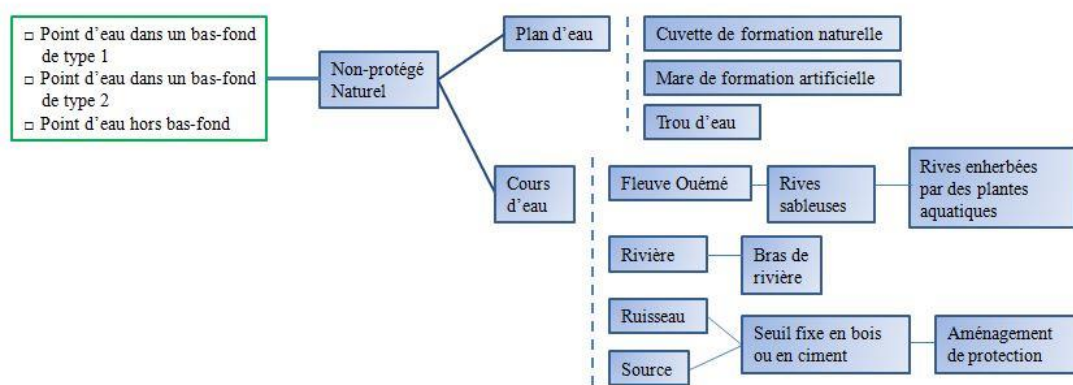 □ Point d’eau dans un bas-fond
de type 1
□ Point d’eau dans un bas-fond
de type 2
□ Point d’eau hors bas-fond
Non-protégé
Naturel
Plan d’eau
Cuvette de formation naturelle
Mare de formation artificielle
Trou d’eau
Cours
d’eau
Fleuve Ouémé
Rives
sableuses
Rives enherbées
par des plantes
aquatiques
Rivière
Bras de
rivière
Ruisseau
Source
Seuil fixe en bois
ou en ciment
Aménagement
de protection